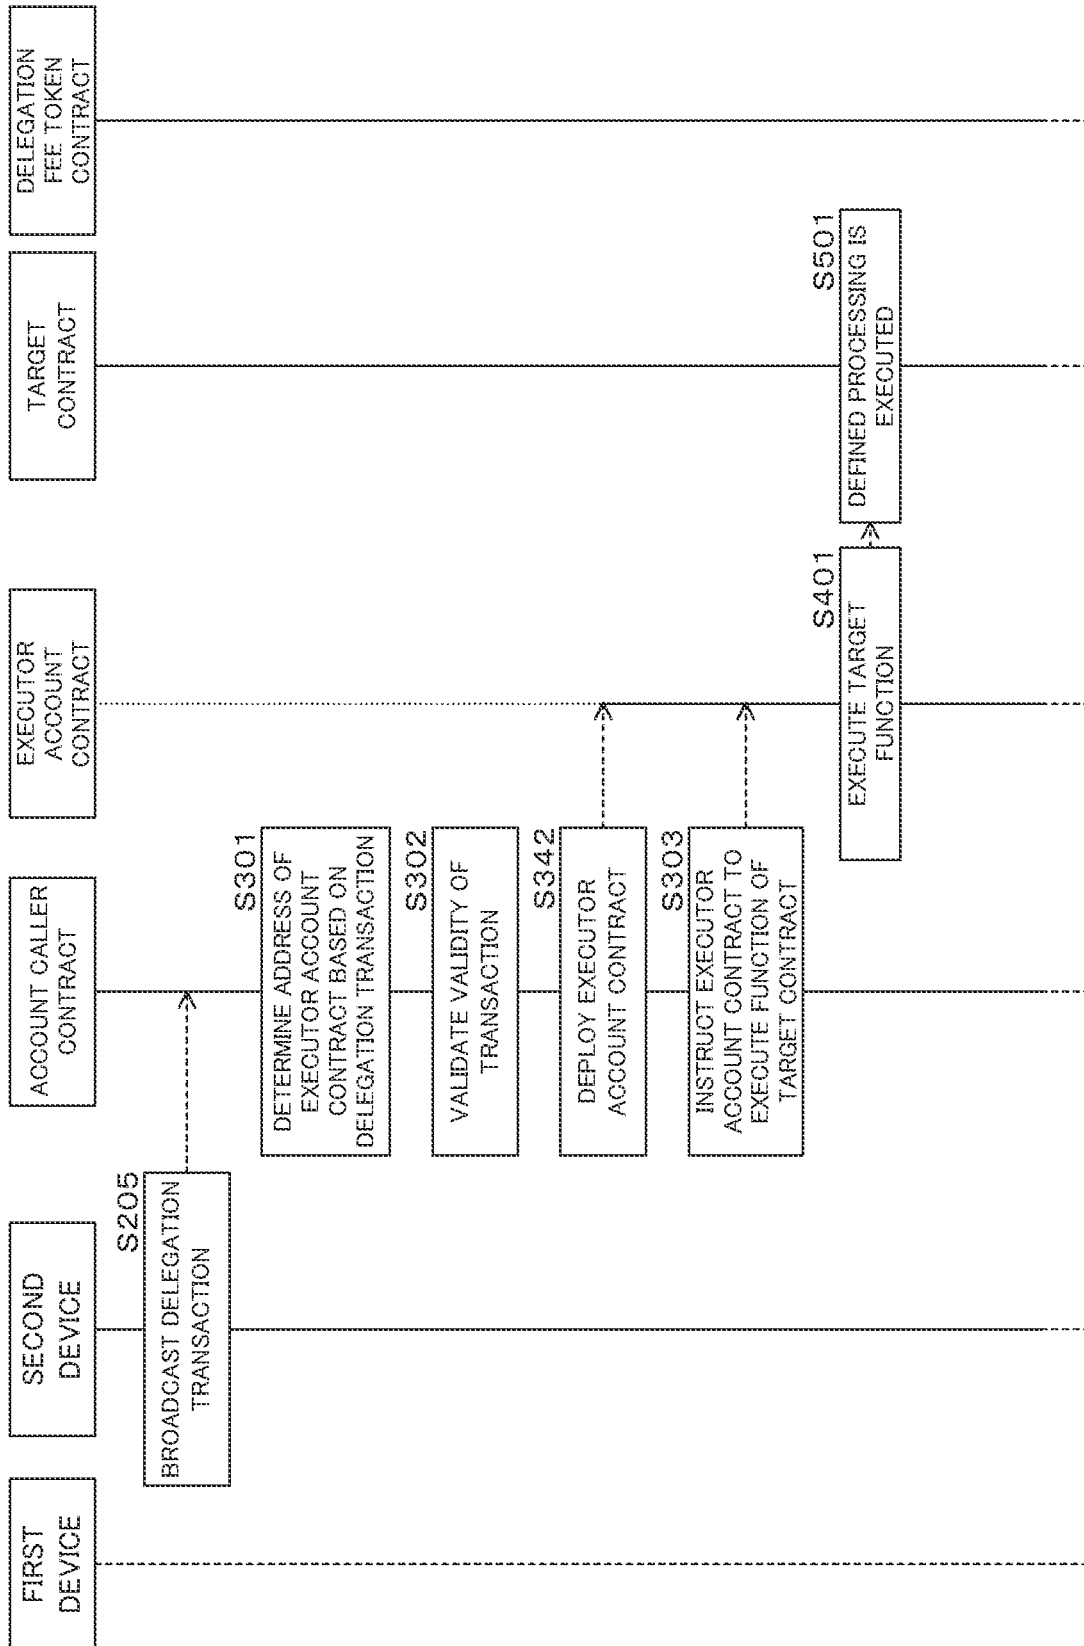 FIRST
DEVICE
SECOND
DEVICE
ACCOUNT CALLER
CONTRACT
EXECUTOR
ACCOUNT
CONTRACT
TARGET
CONTRACT
DELEGATION
FEE TOKEN
CONTRACT
S205
BROADCAST DELEGATION
TRANSACTION
S301
DETERMINE ADDRESS OF
EXECUTOR ACCOUNT
CONTRACT BASED ON
DELEGATION TRANSACTION
S302
VALIDATE VALIDITY OF
TRANSACTION
S342
DEPLOY EXECUTOR
ACCOUNT CONTRACT
S303
INSTRUCT EXECUTOR
ACCOUNT CONTRACT TO
EXECUTE FUNCTION OF
TARGET CONTRACT
S401
EXECUTE TARGET
FUNCTION
S501
DEFINED PROCESSING IS
EXECUTED